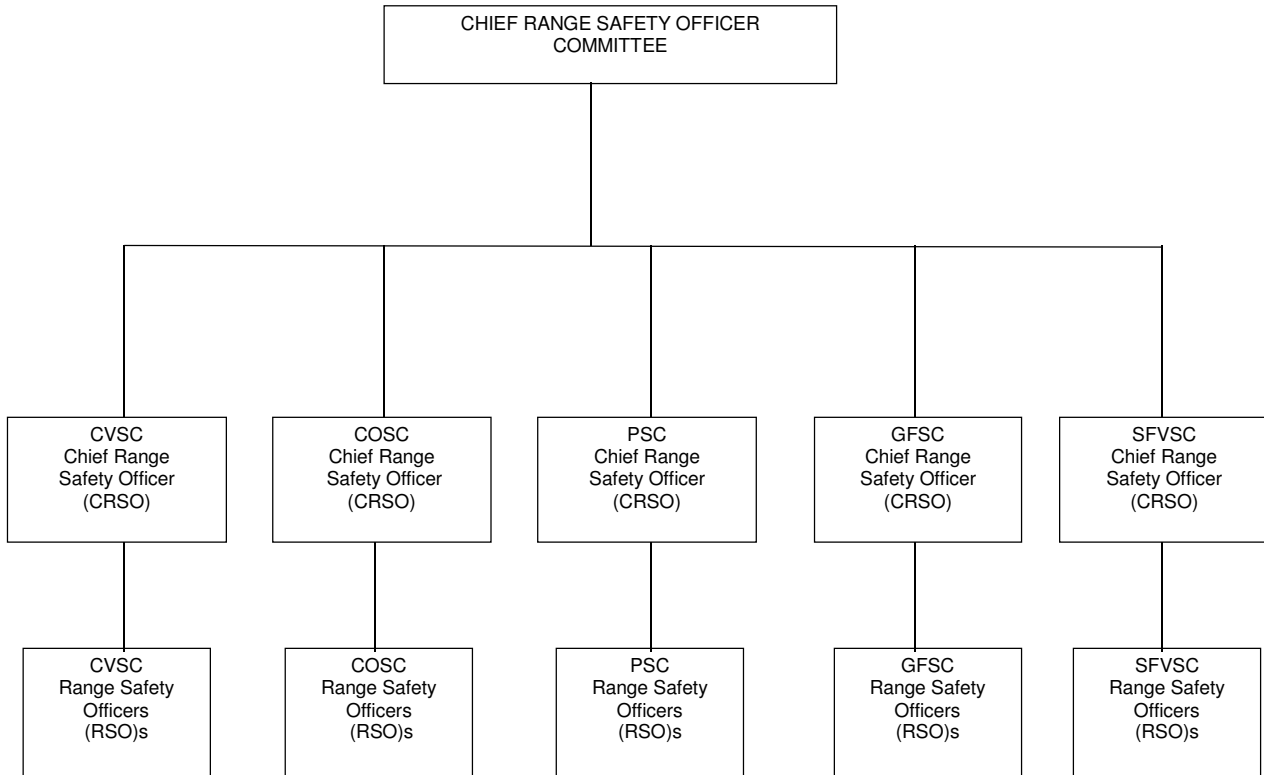 CHIEF RANGE SAFETY OFFICER
COMMITTEE
CVSC
Chief Range
Safety Officer
(CRSO)
COSC
Chief Range
Safety Officer
(CRSO)
PSC
Chief Range
Safety Officer
(CRSO)
GFSC
Chief Range
Safety Officer
(CRSO)
SFVSC
Chief Range
Safety Officer
(CRSO)
CVSC
Range Safety
Officers
(RSO)s
COSC
Range Safety
Officers
(RSO)s
PSC
Range Safety
Officers
(RSO)s
GFSC
Range Safety
Officers
(RSO)s
SFVSC
Range Safety
Officers
(RSO)s